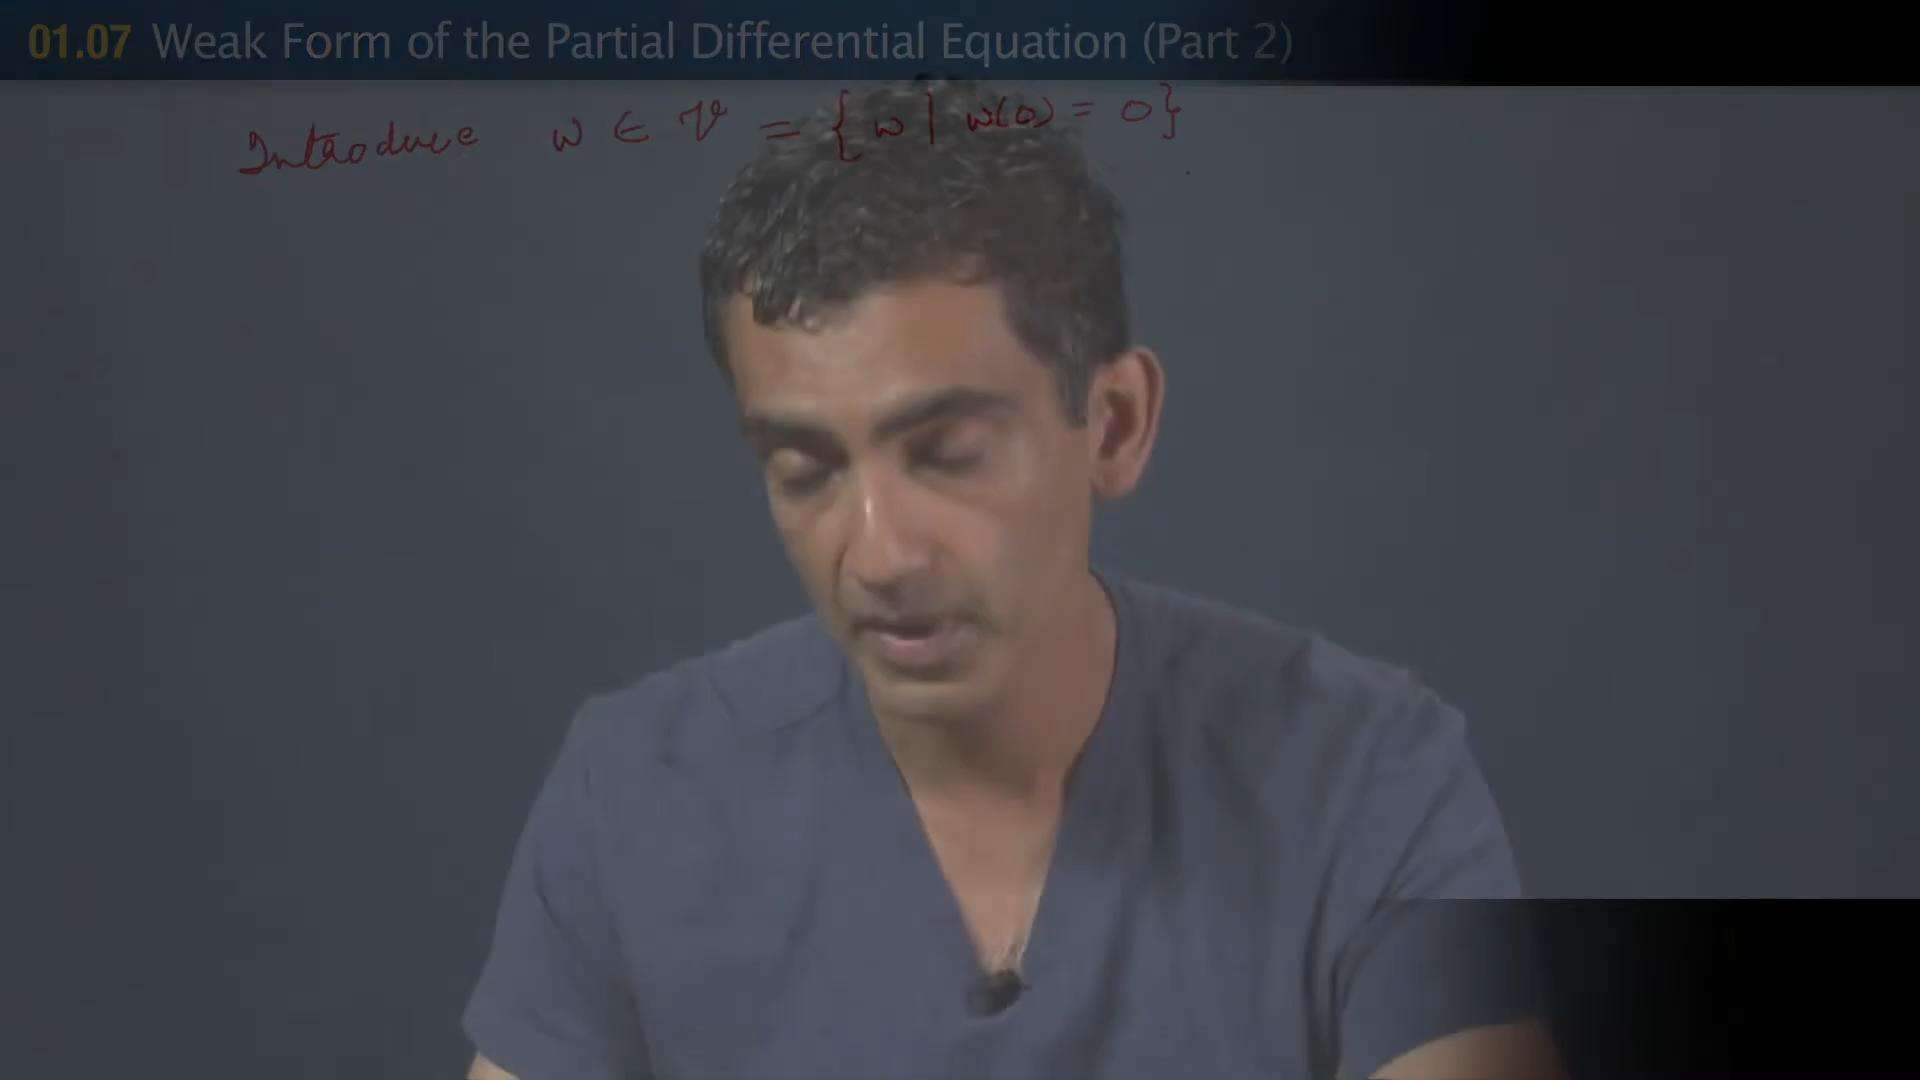 01.07 Weak Form of the Partial Differential Equation (Part 2)
Introduce w ∈ 𝒱 = { w | w(0) = 0}